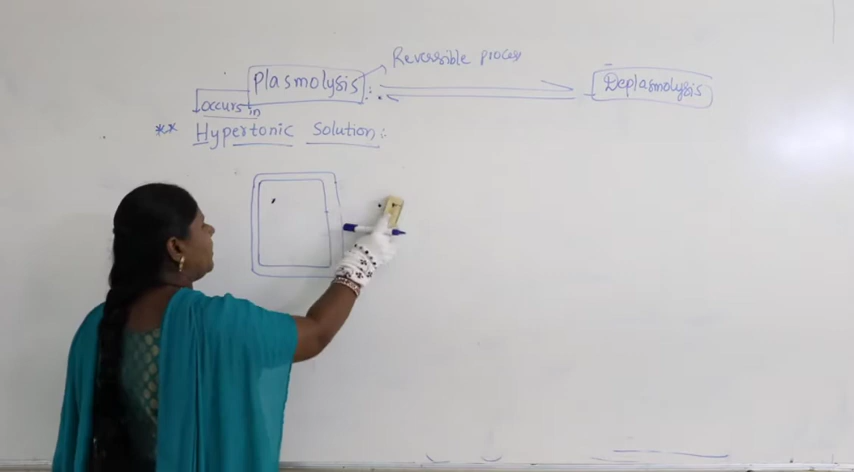 Reversible process
Plasmolysis :
Deplasmolysis
occurs in
** Hypertonic Solution :